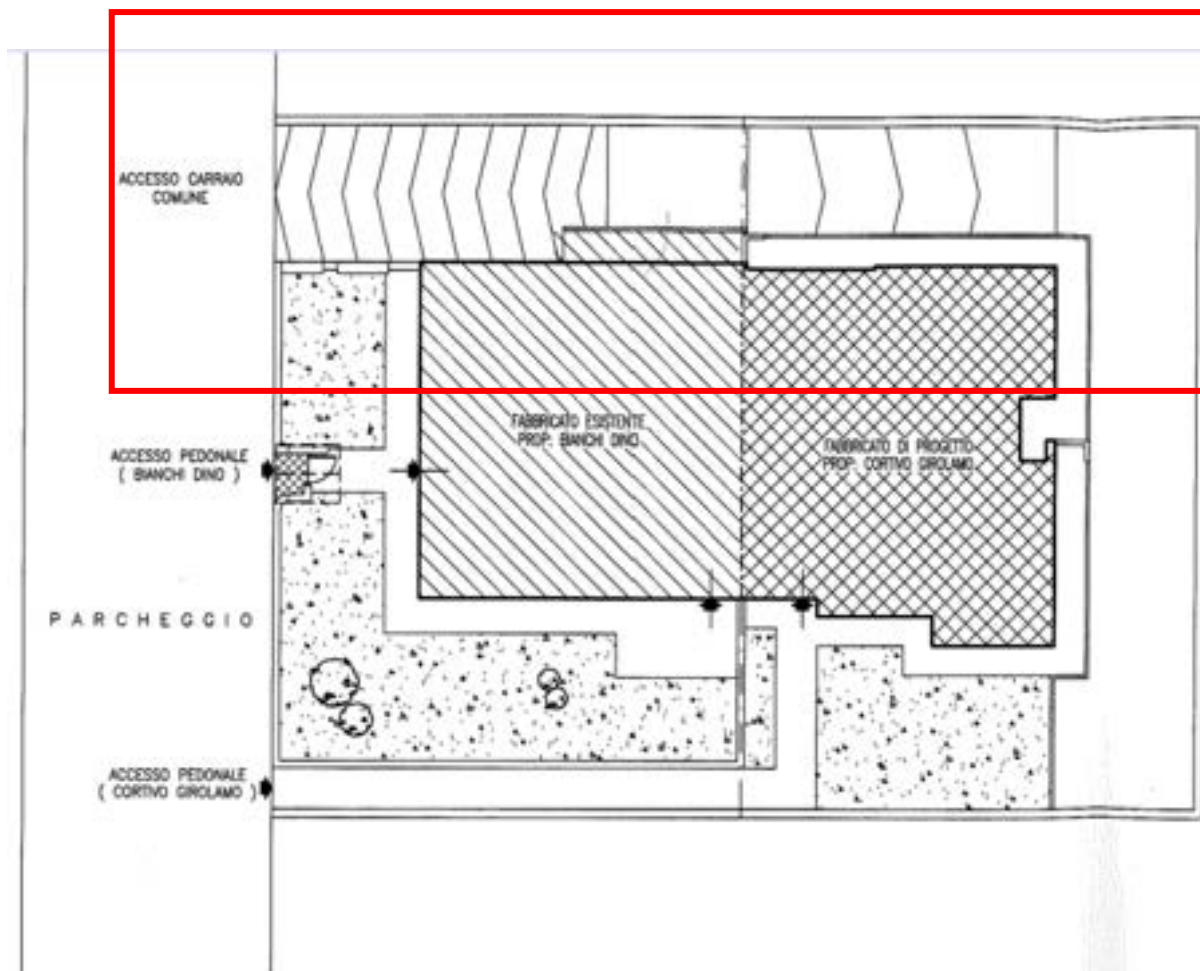 ACCESSO CARRAIO
COMUNE
FABBRICATO ESISTENTE
PROP: BIANCHI DINO
FABBRICATO DI PROGETTO
PROP: CORTIVO GIROLAMO
ACCESSO PEDONALE
( BIANCHI DINO )
PARCHEGGIO
ACCESSO PEDONALE
( CORTIVO GIROLAMO )